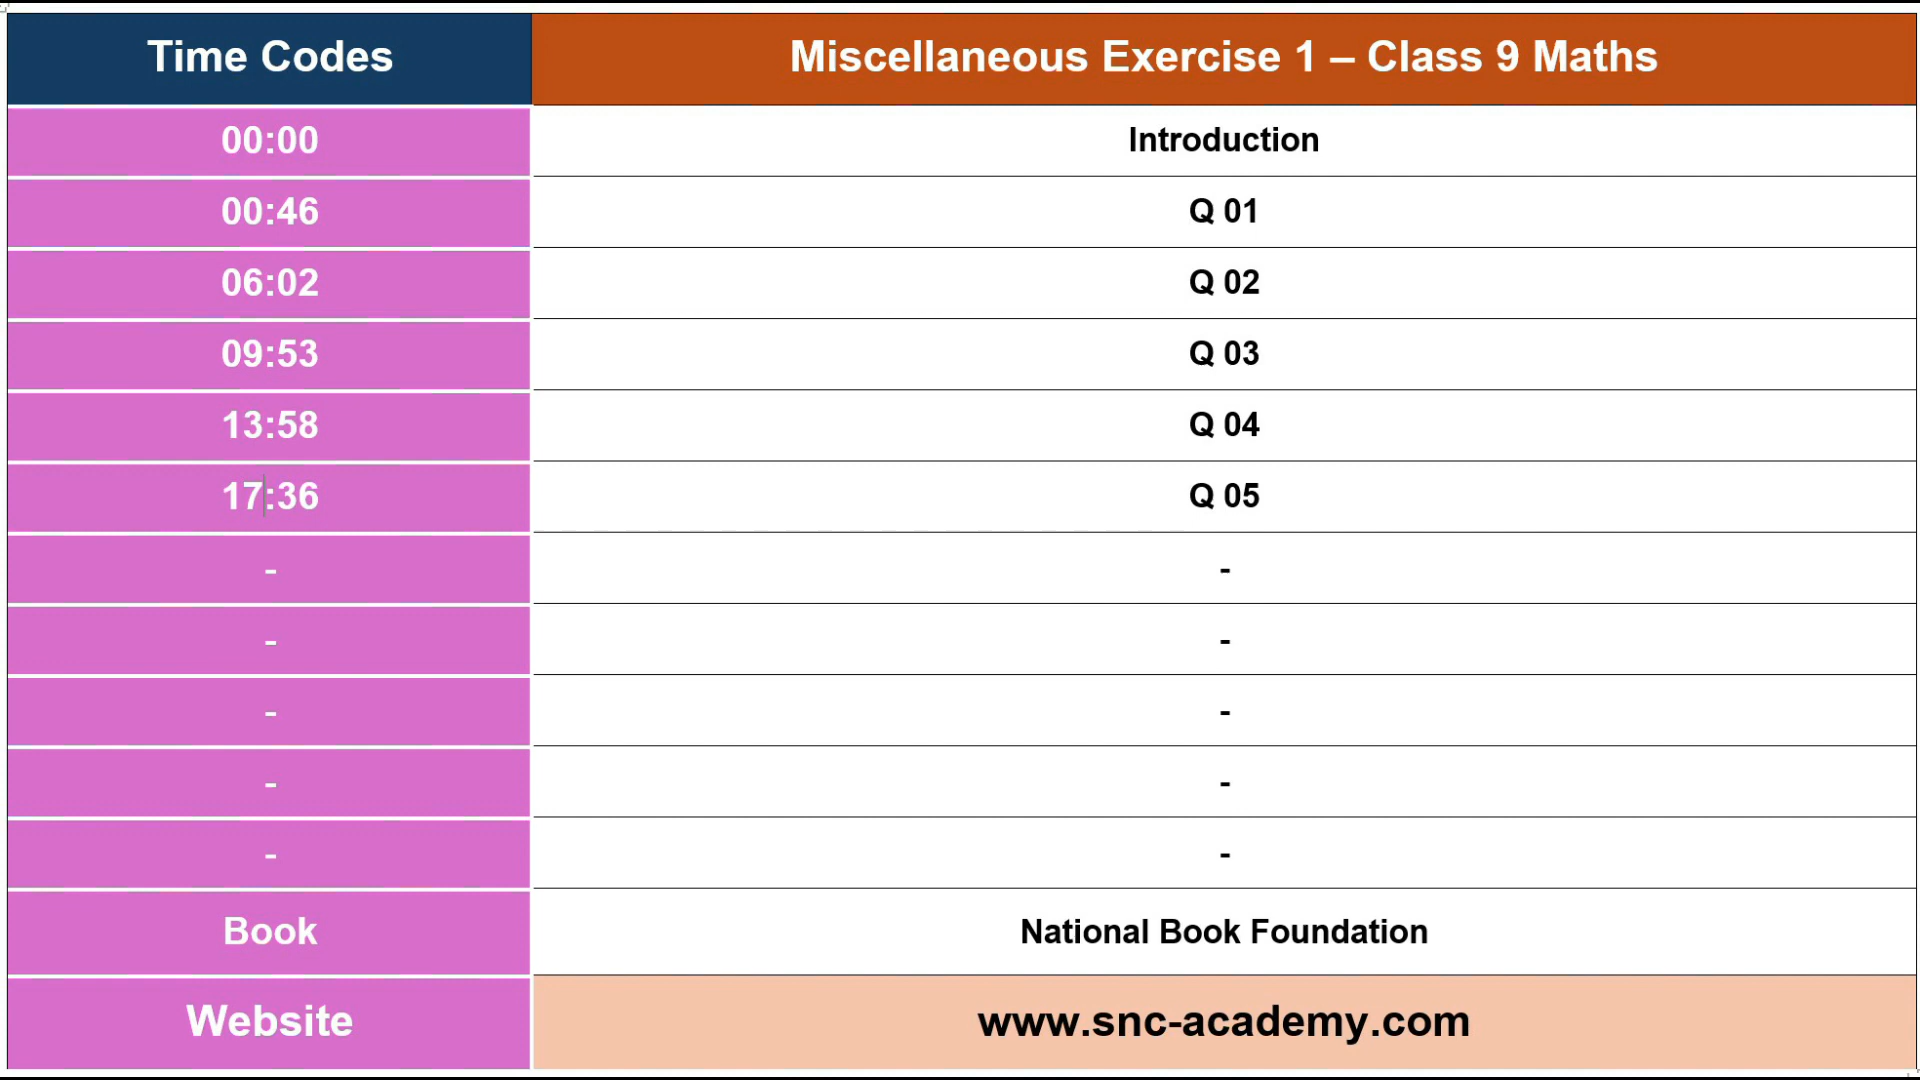 Time Codes Miscellaneous Exercise 1 – Class 9 Maths
00:00 Introduction
00:46 Q 01
06:02 Q 02
09:53 Q 03
13:58 Q 04
17:36 Q 05
- -
- -
- -
- -
- -
Book National Book Foundation
Website www.snc-academy.com